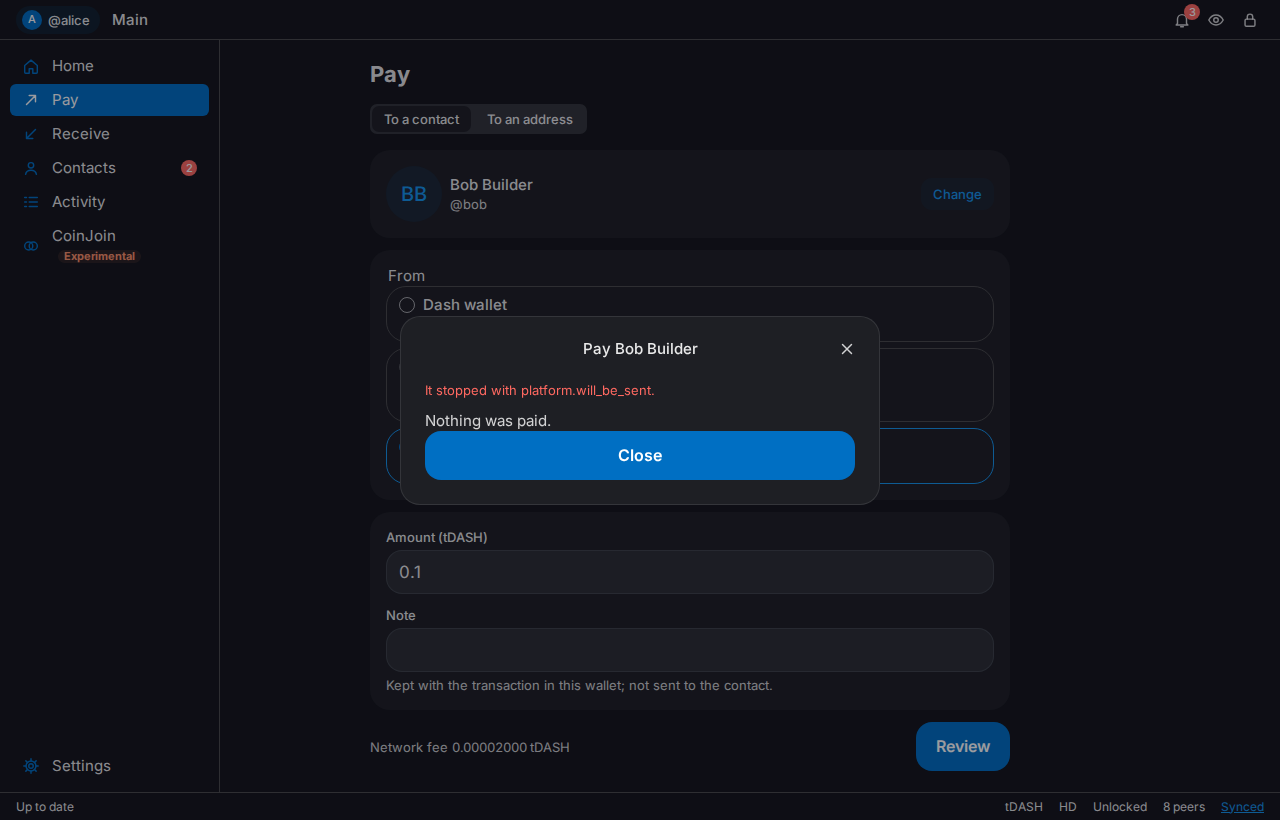 A @alice Main 3
Home
Pay
Receive
Contacts 2
Activity
CoinJoin
Experimental
Settings
Pay
To a contact To an address
BB
Bob Builder
@bob
Change
From
Dash wallet
Pay Bob Builder
It stopped with platform.will_be_sent.
Nothing was paid.
Close
Amount (tDASH)
0.1
Note
Kept with the transaction in this wallet; not sent to the contact.
Network fee 0.00002000 tDASH
Review
Up to date tDASH HD Unlocked 8 peers Synced